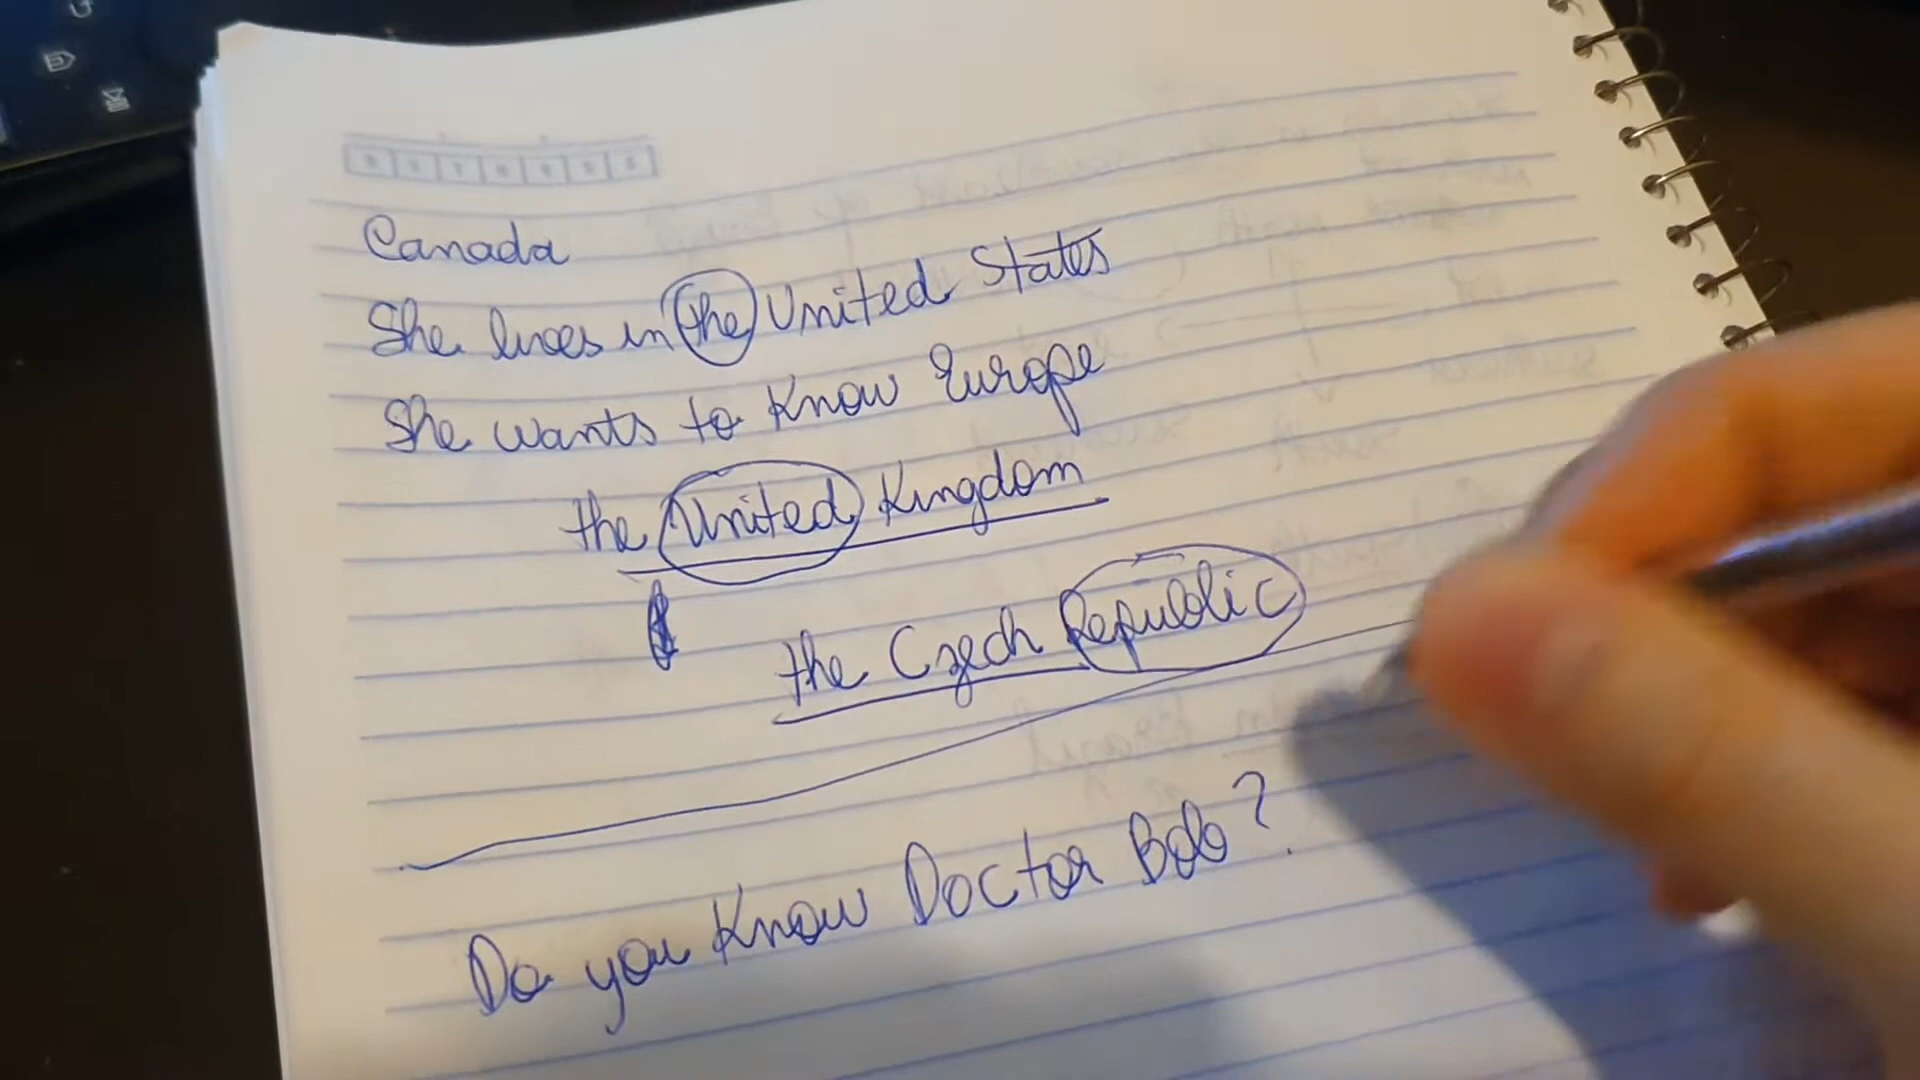 Canada
She lives in the United States
She wants to know Europe
the United Kingdom
the Czech Republic
Do you know Doctor Bob?